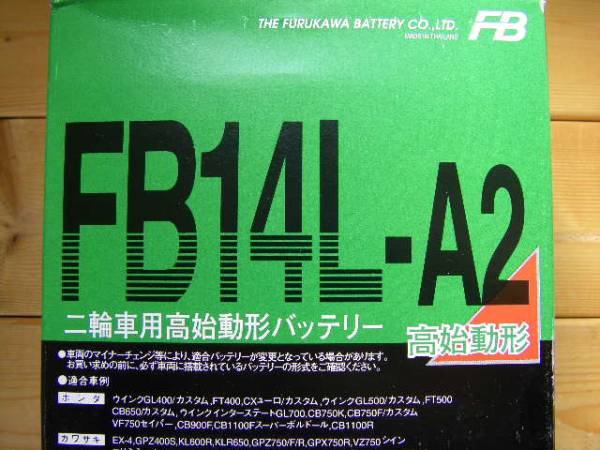 THE FURUKAWA BATTERY CO.,LTD. FB
MADE IN THAILAND
FB14L-A2
二輪車用高始動形バッテリー
高始動形
●車両のマイナーチェンジ等により、適合バッテリーが変更となっている場合があります。
お買い求めの前に、必ず車両に搭載されているバッテリーの形式をご確認ください。
●適合車例
ホンダ ウイングGL400/カスタム,FT400,CXユーロ/カスタム,ウイングGL500/カスタム,FT500
CB650/カスタム,ウイングインターステートGL700,CB750K,CB750F/カスタム
VF750セイバー,CB900F,CB1100Fスーパーボルドール,CB1100R
カワサキ EX-4,GPZ400S,KL600R,KLR650,GPZ750/F/R,GPX750R,VZ750ツイン